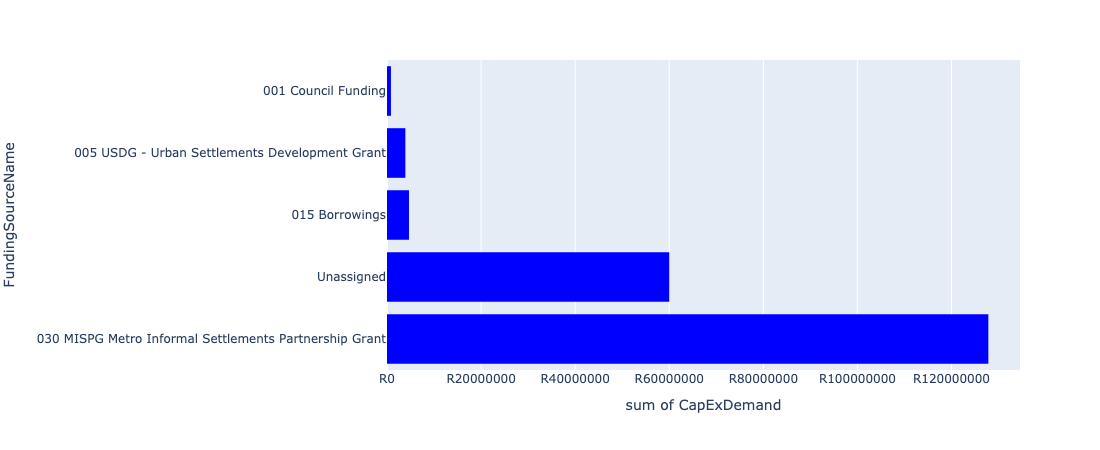 001 Council Funding
005 USDG - Urban Settlements Development Grant
015 Borrowings
Unassigned
030 MISPG Metro Informal Settlements Partnership Grant
FundingSourceName
R0 R20000000 R40000000 R60000000 R80000000 R100000000 R120000000
sum of CapExDemand